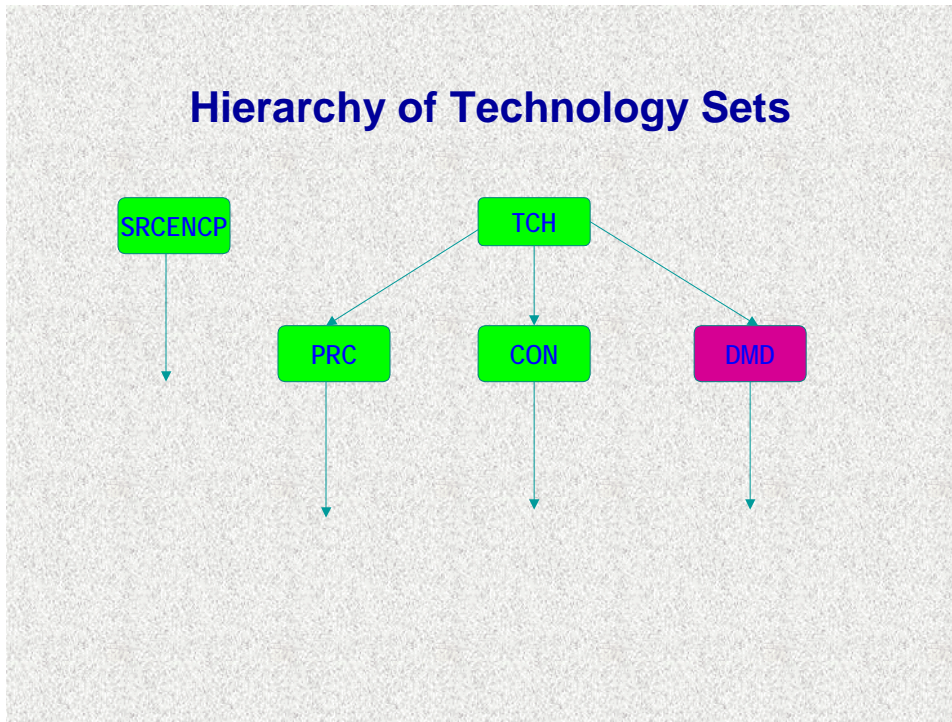 Hierarchy of Technology Sets
SRCENCP
TCH
PRC
CON
DMD